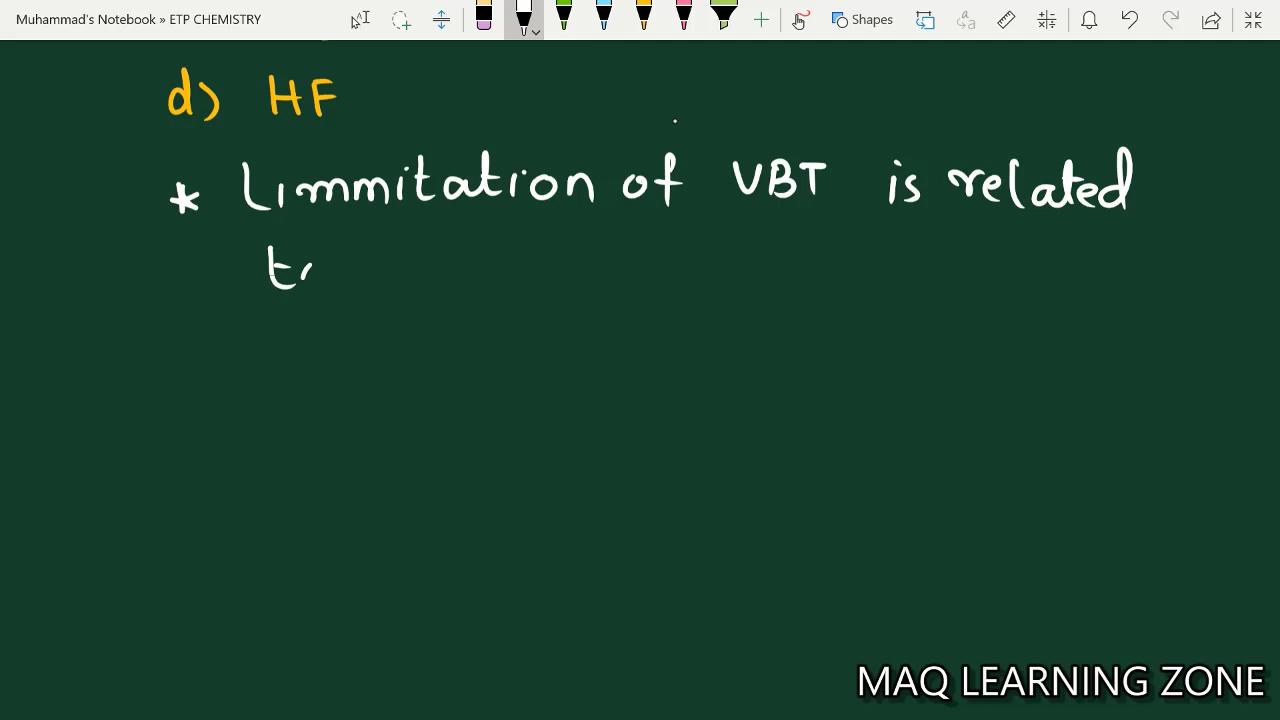 Muhammad's Notebook » ETP CHEMISTRY
Shapes
d) HF
* Limmitation of VBT is related
MAQ LEARNING ZONE